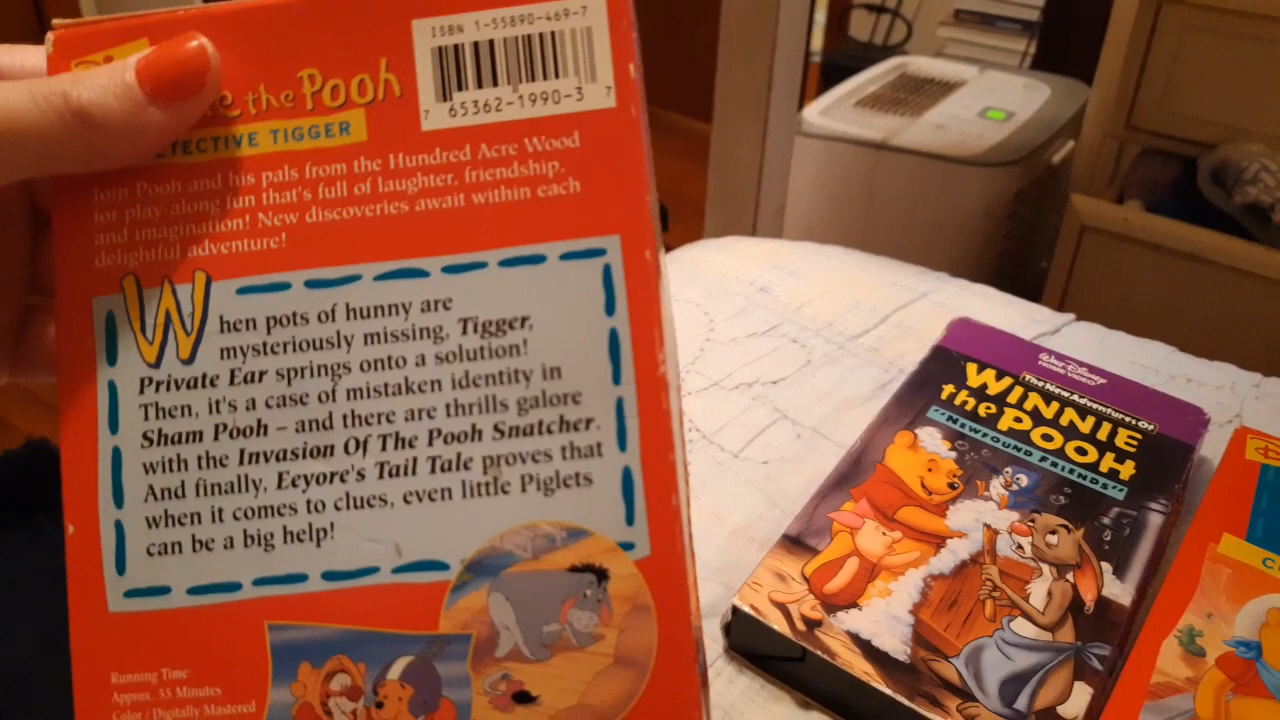 ISBN 1-55890-469-7
7 65362-1990-3 7
the Pooh
TIGGER
Join Pooh and his pals from the Hundred Acre Wood
for play-along fun that's full of laughter, friendship,
and imagination! New discoveries await within each
delightful adventure!
When pots of hunny are
mysteriously missing, Tigger,
Private Ear springs onto a solution!
Then, it's a case of mistaken identity in
Sham Pooh – and there are thrills galore
with the Invasion Of The Pooh Snatcher.
And finally, Eeyore's Tail Tale proves that
when it comes to clues, even little Piglets
can be a big help!
Running Time:
Approx. 55 Minutes
Color / Digitally Mastered
WALT DISNEY
HOME VIDEO
The New Adventures Of
WINNIE
the POOH
"NEWFOUND FRIENDS"